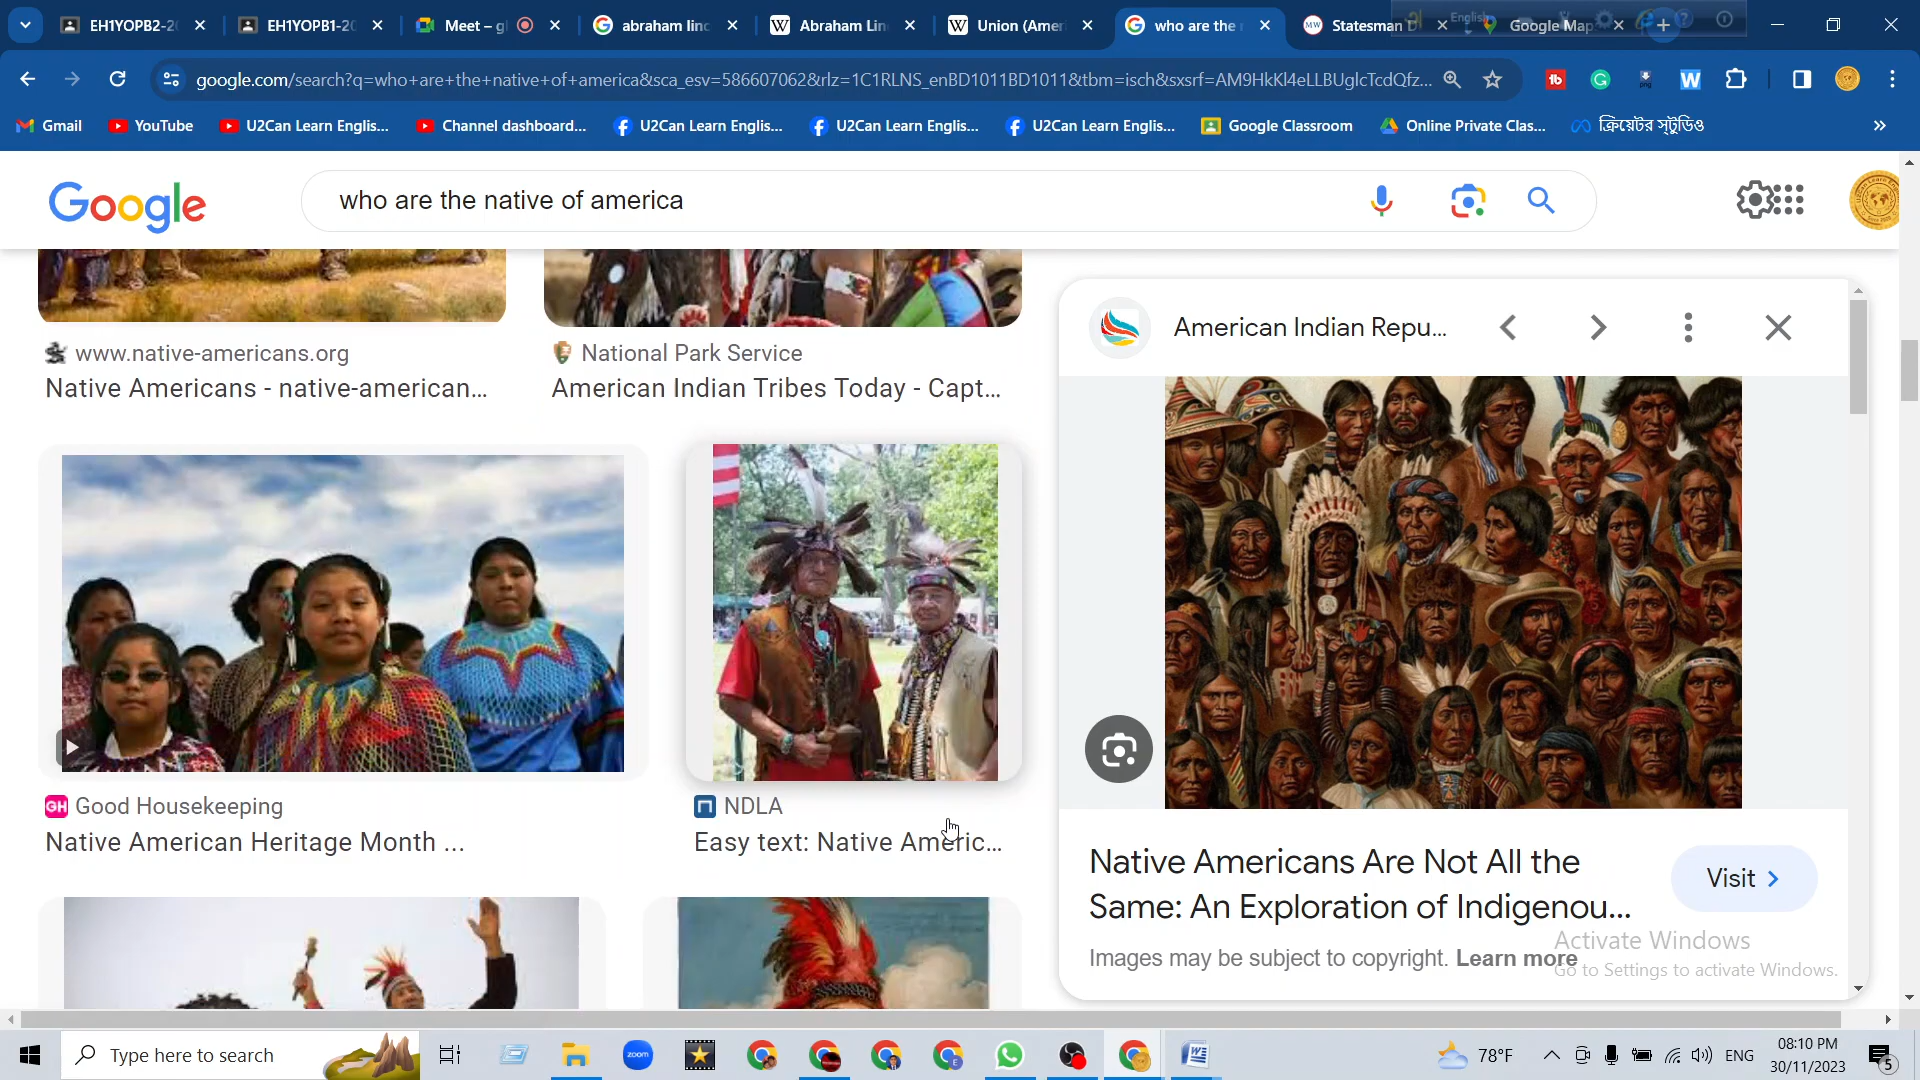 EH1YOPB2-2
EH1YOPB1-20
Meet – g
abraham linc
Abraham Lin
Union (Amer
who are the
Statesman
English
Google Map
google.com/search?q=who+are+the+native+of+america&sca_esv=586607062&rlz=1C1RLNS_enBD1011BD1011&tbm=isch&sxsrf=AM9HkKl4eLLBUglcTcdQfz...
Gmail
YouTube
U2Can Learn Englis...
Channel dashboard...
U2Can Learn Englis...
U2Can Learn Englis...
U2Can Learn Englis...
Google Classroom
Online Private Clas...
ক্রিয়েটর স্টুডিও
Google
who are the native of america
www.native-americans.org
Native Americans - native-american...
National Park Service
American Indian Tribes Today - Capt...
American Indian Repu...
GH Good Housekeeping
Native American Heritage Month ...
NDLA
Easy text: Native Americ...
Native Americans Are Not All the
Same: An Exploration of Indigenou...
Visit
Images may be subject to copyright. Learn more
Activate Windows
Go to Settings to activate Windows.
Type here to search
zoom
78°F
ENG
08:10 PM
30/11/2023
5